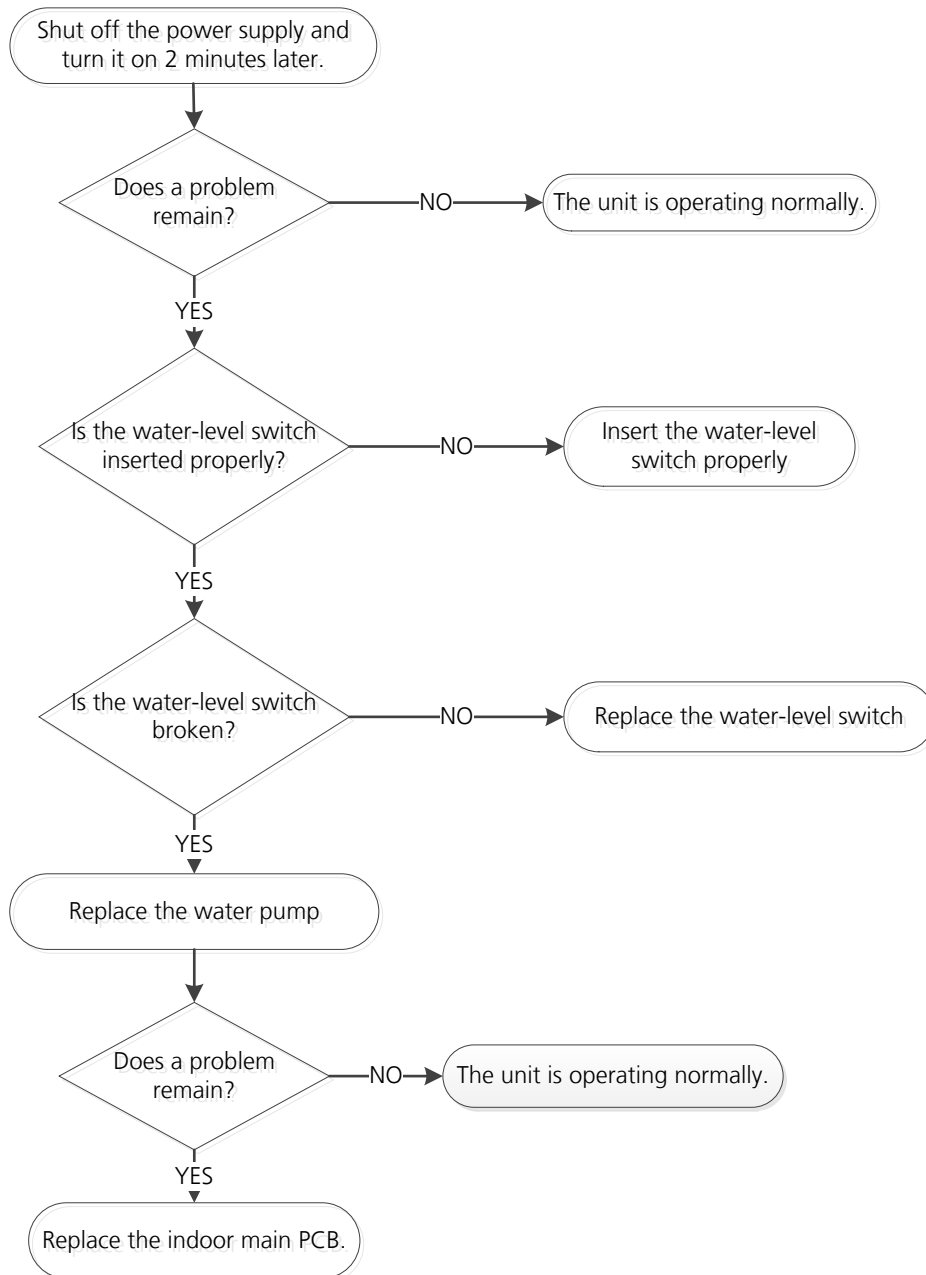 Shut off the power supply and
turn it on 2 minutes later.
Does a problem
remain?
NO
The unit is operating normally.
YES
Is the water-level switch
inserted properly?
NO
Insert the water-level
switch properly
YES
Is the water-level switch
broken?
NO
Replace the water-level switch
YES
Replace the water pump
Does a problem
remain?
NO
The unit is operating normally.
YES
Replace the indoor main PCB.